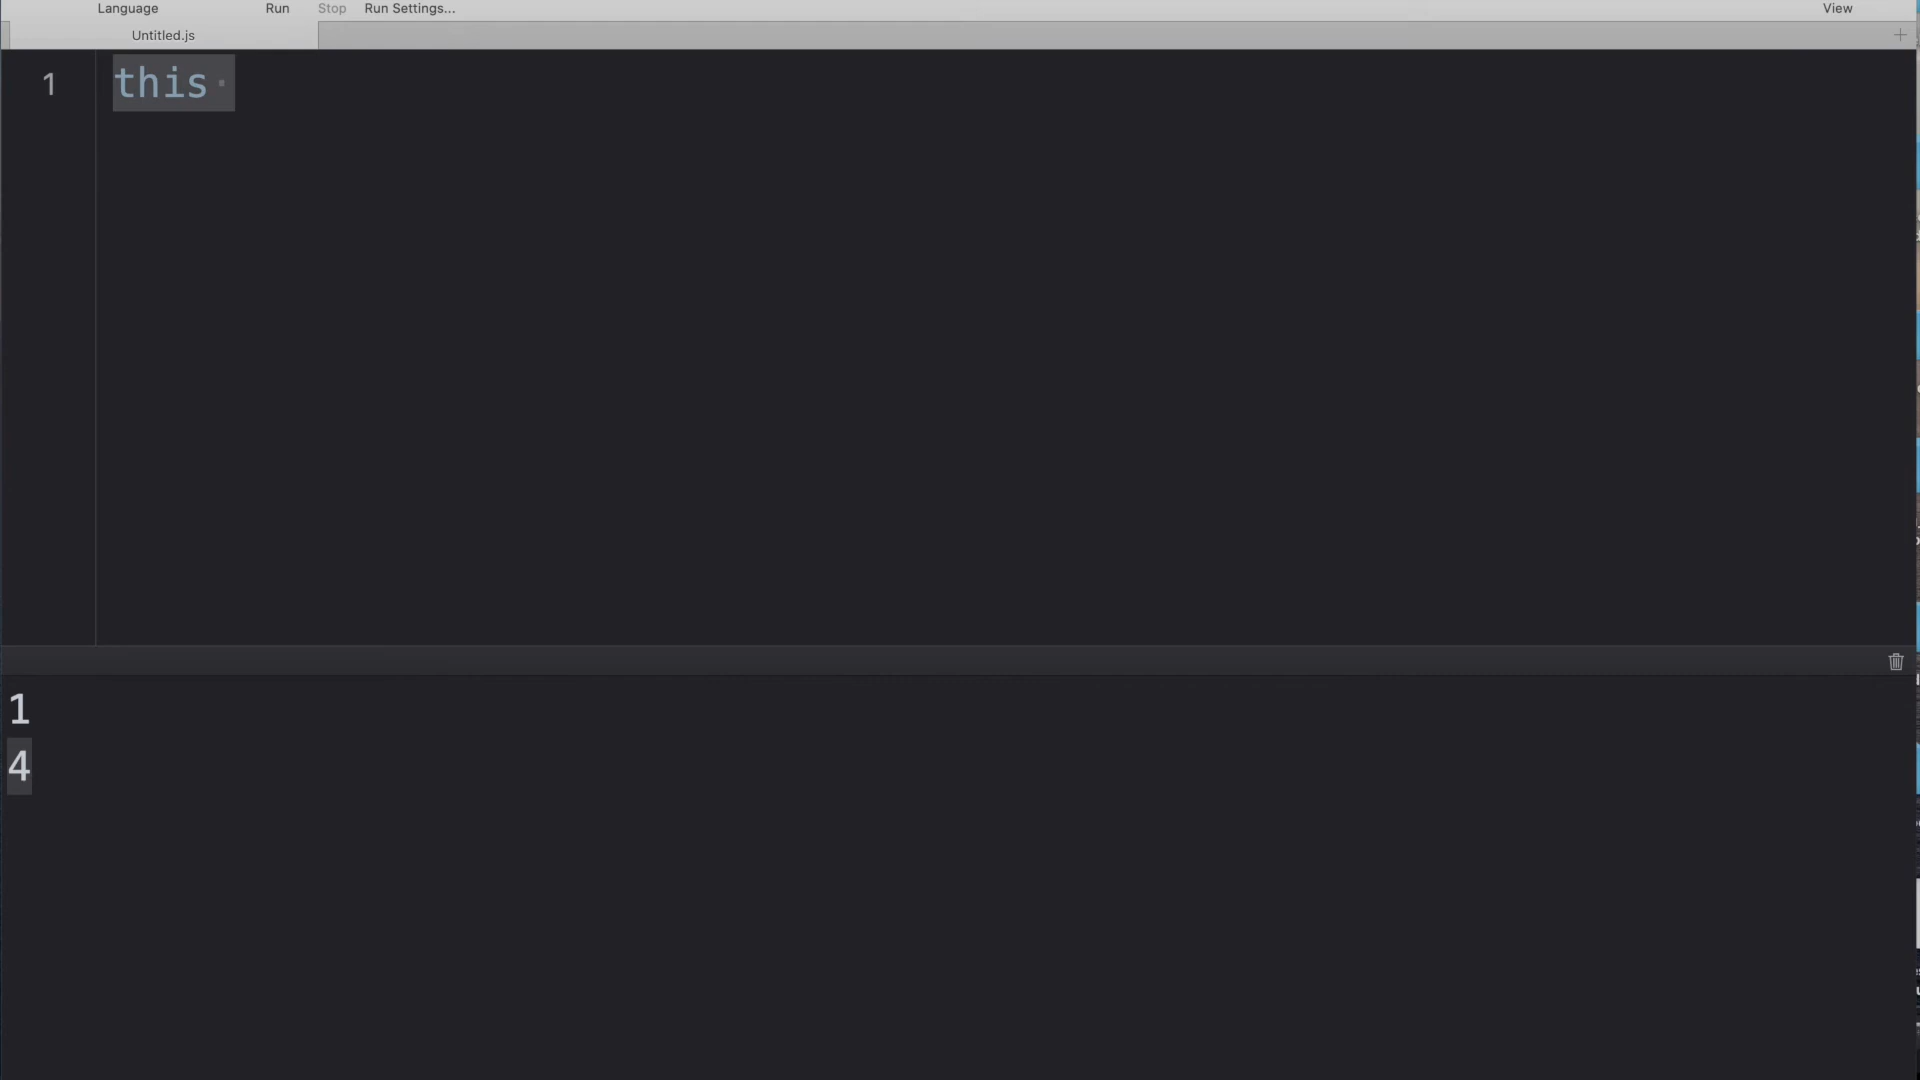 Language Run Stop Run Settings... View
Untitled.js
1 this
1
4